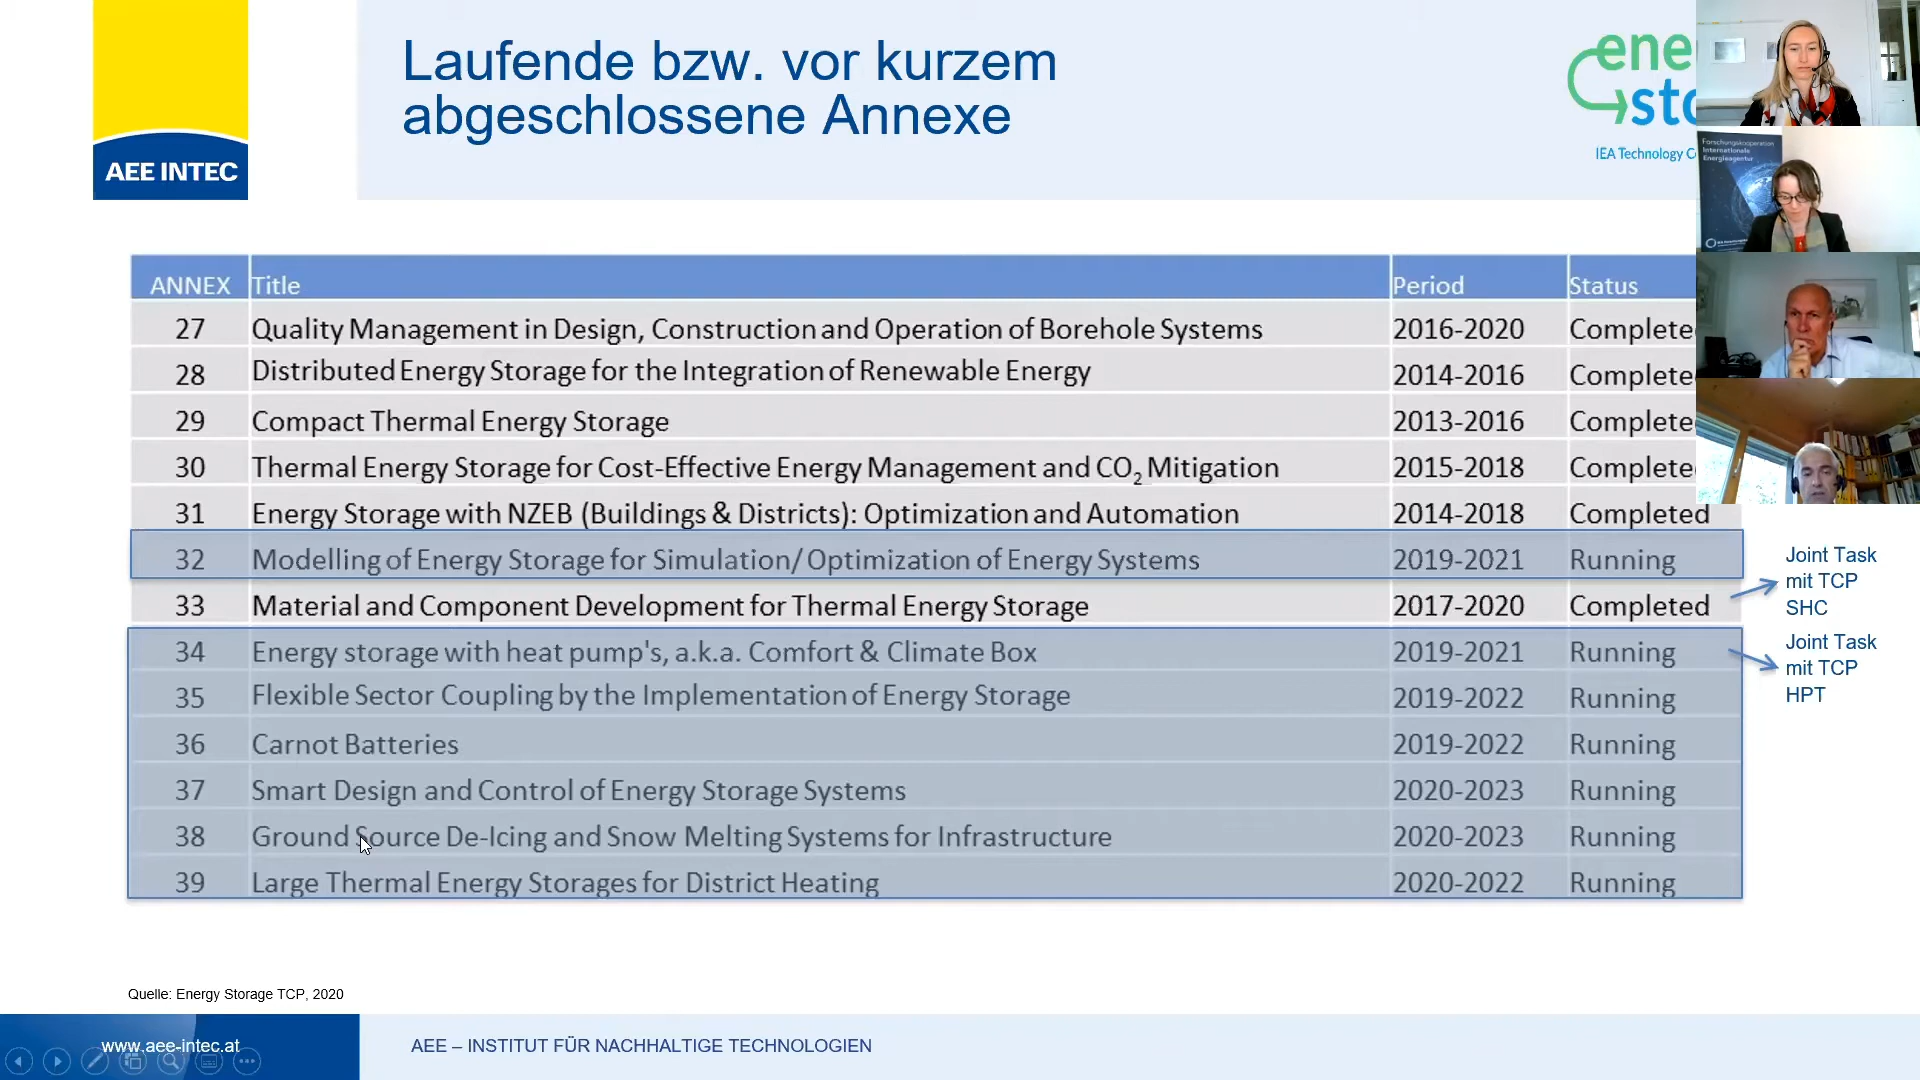 Laufende bzw. vor kurzem
abgeschlossene Annexe
AEE INTEC
ene
sto
IEA Technology C
Forschungskooperation
Internationale
Energieagentur
ANNEX Title Period Status
27 Quality Management in Design, Construction and Operation of Borehole Systems 2016-2020 Complete
28 Distributed Energy Storage for the Integration of Renewable Energy 2014-2016 Complete
29 Compact Thermal Energy Storage 2013-2016 Complete
30 Thermal Energy Storage for Cost-Effective Energy Management and CO₂ Mitigation 2015-2018 Complete
31 Energy Storage with NZEB (Buildings & Districts): Optimization and Automation 2014-2018 Completed
32 Modelling of Energy Storage for Simulation/ Optimization of Energy Systems 2019-2021 Running
33 Material and Component Development for Thermal Energy Storage 2017-2020 Completed
34 Energy storage with heat pump's, a.k.a. Comfort & Climate Box 2019-2021 Running
35 Flexible Sector Coupling by the Implementation of Energy Storage 2019-2022 Running
36 Carnot Batteries 2019-2022 Running
37 Smart Design and Control of Energy Storage Systems 2020-2023 Running
38 Ground Source De-Icing and Snow Melting Systems for Infrastructure 2020-2023 Running
39 Large Thermal Energy Storages for District Heating 2020-2022 Running
Joint Task
mit TCP
SHC
Joint Task
mit TCP
HPT
Quelle: Energy Storage TCP, 2020
www.aee-intec.at
AEE – INSTITUT FÜR NACHHALTIGE TECHNOLOGIEN